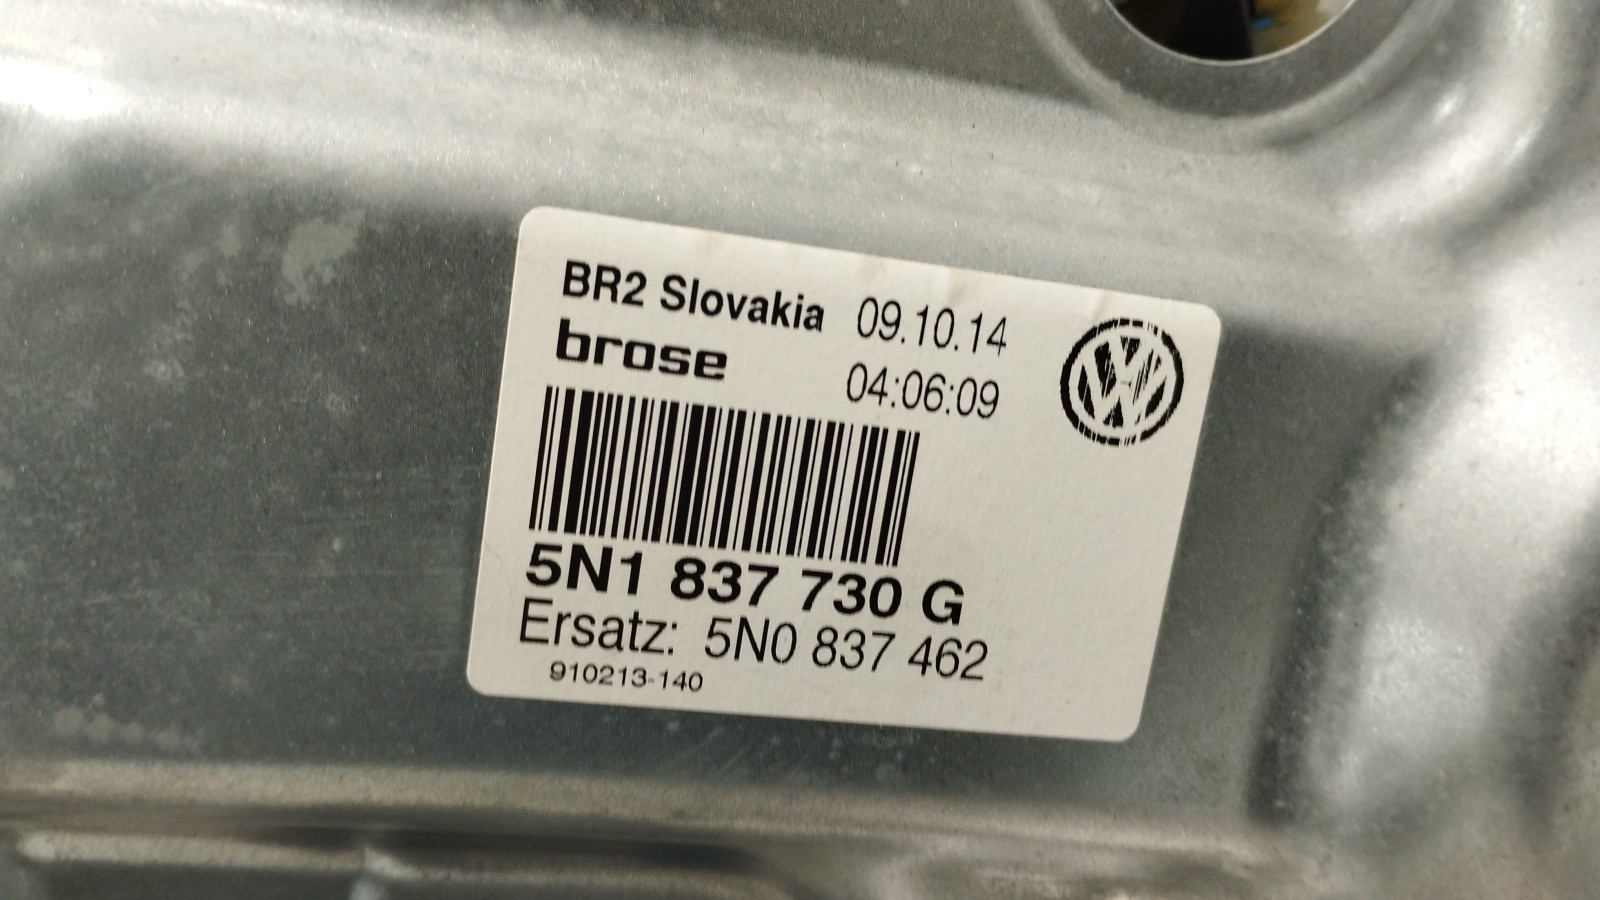 BR2 Slovakia 09.10.14
brose 04:06:09
5N1 837 730 G
Ersatz: 5N0 837 462
910213-140